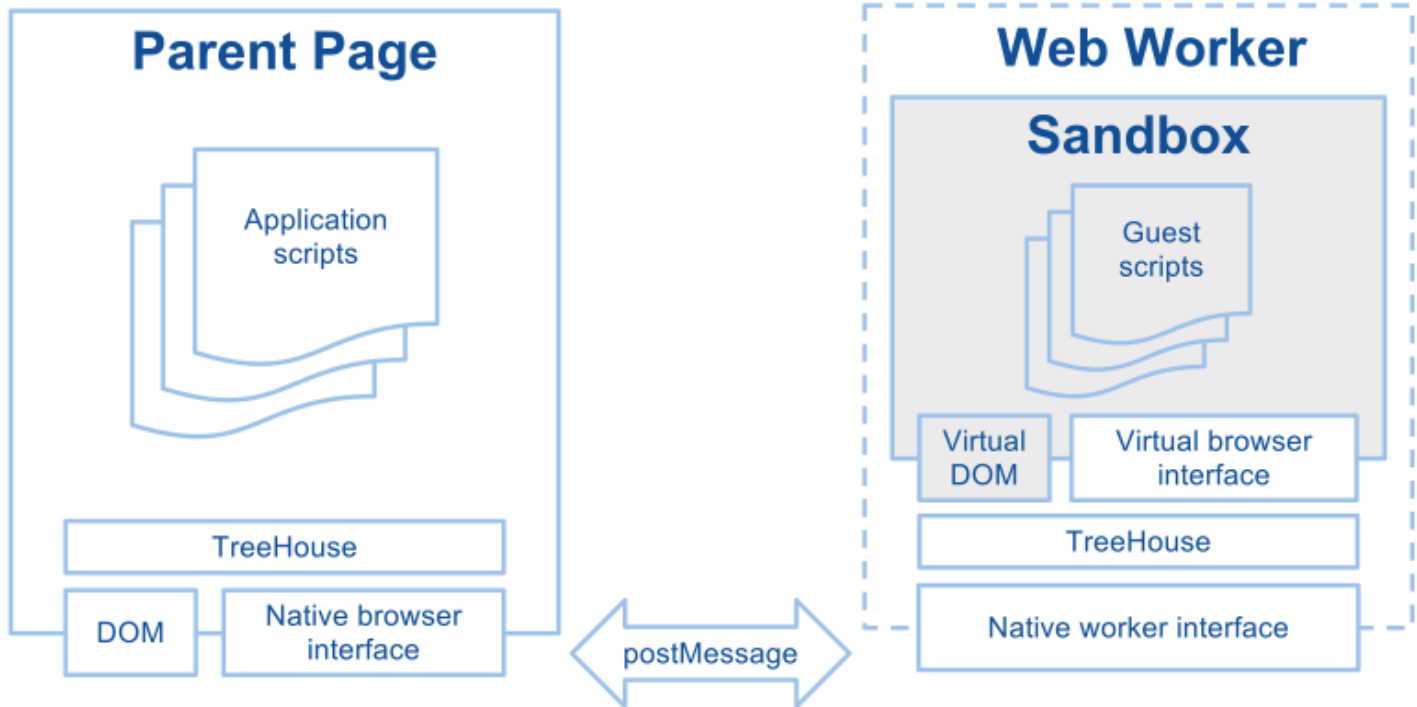 Parent Page
Application
scripts
TreeHouse
DOM
Native browser
interface
postMessage
Web Worker
Sandbox
Guest
scripts
Virtual
DOM
Virtual browser
interface
TreeHouse
Native worker interface